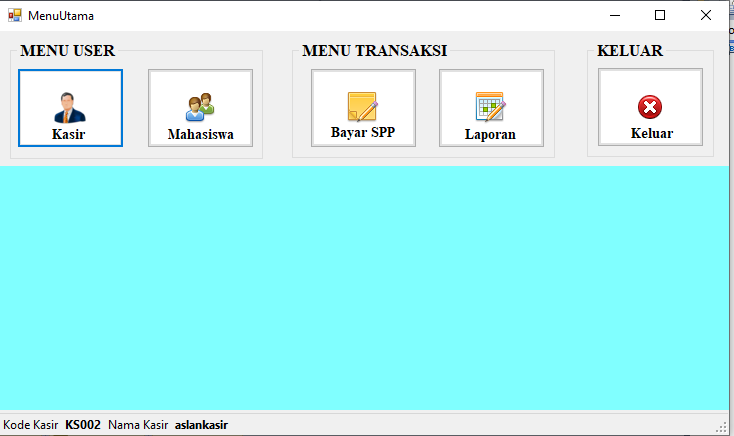 MenuUtama
MENU USER
MENU TRANSAKSI
KELUAR
Kasir
Mahasiswa
Bayar SPP
Laporan
Keluar
Kode Kasir KS002 Nama Kasir aslankasir